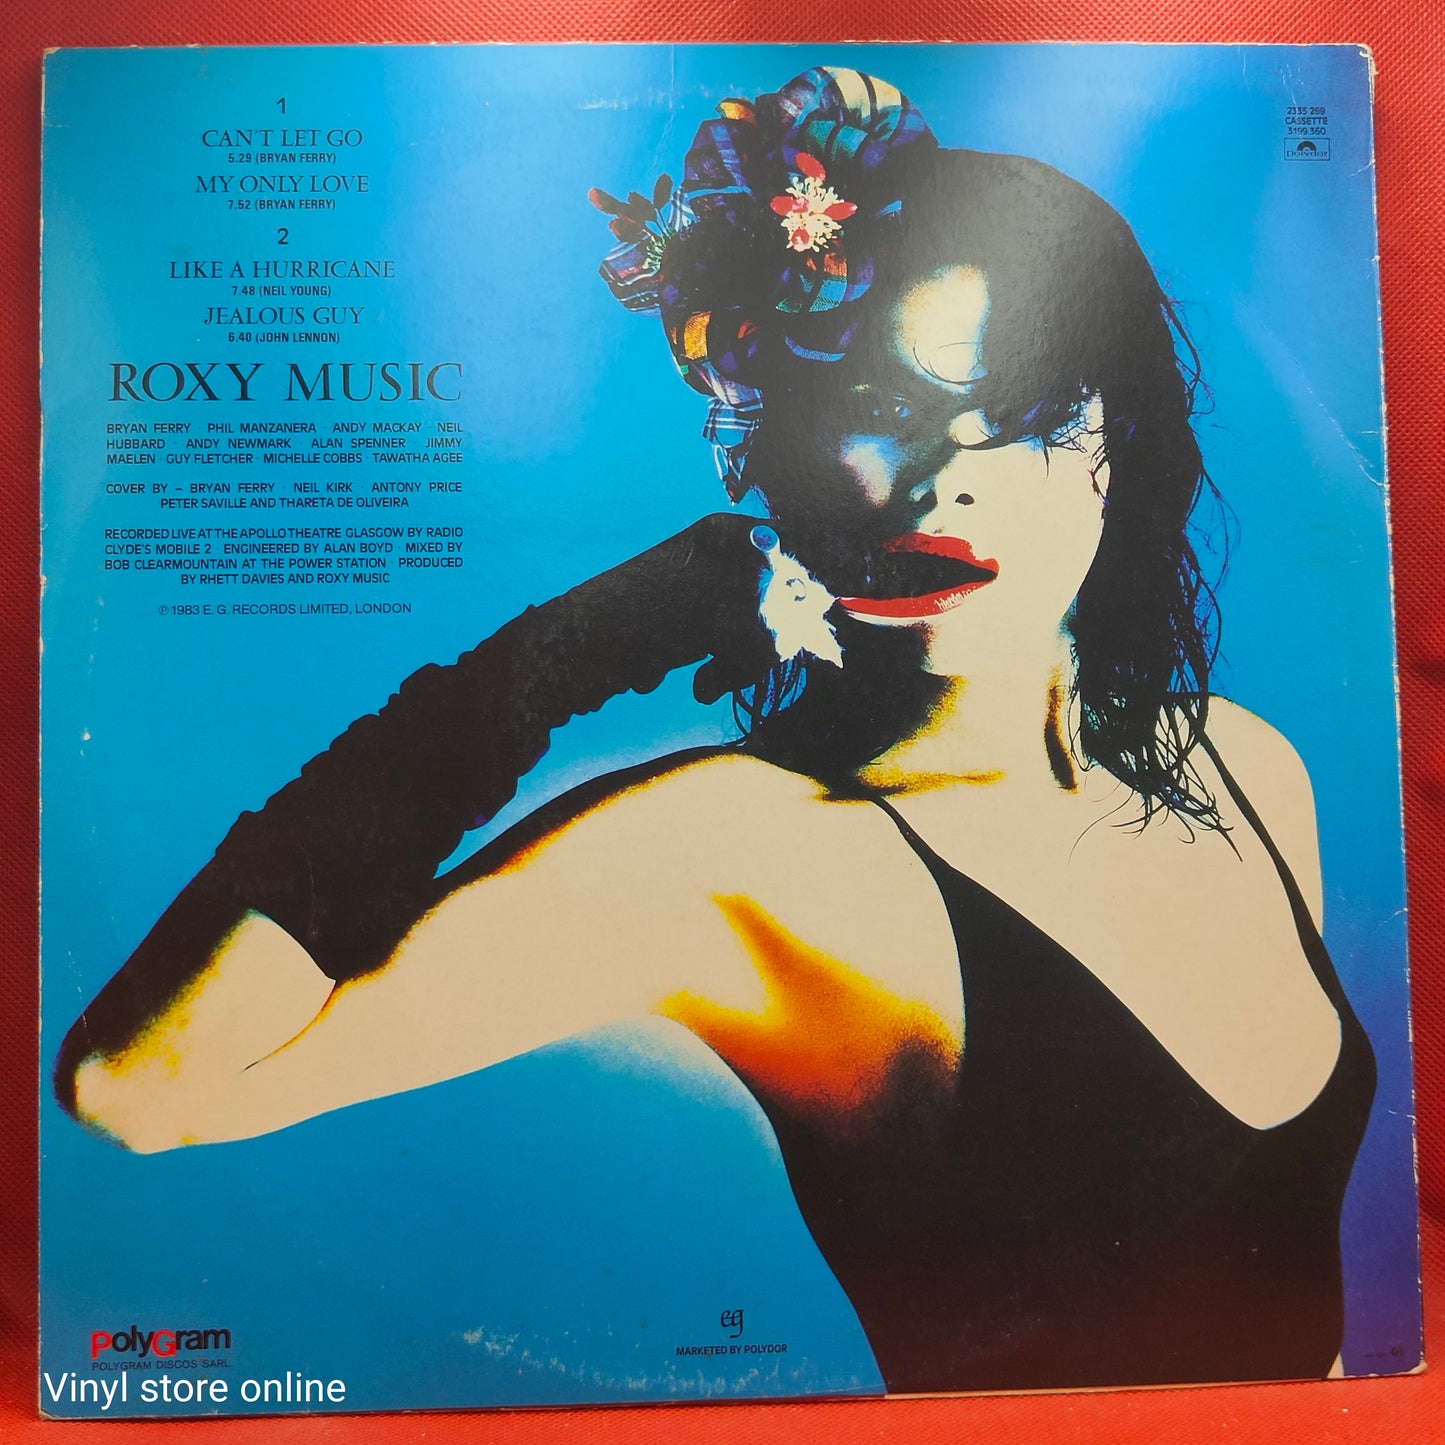 1
CAN'T LET GO
5.29 (BRYAN FERRY)
MY ONLY LOVE
7.52 (BRYAN FERRY)
2
LIKE A HURRICANE
7.48 (NEIL YOUNG)
JEALOUS GUY
6.40 (JOHN LENNON)
ROXY MUSIC
BRYAN FERRY · PHIL MANZANERA · ANDY MACKAY · NEIL
HUBBARD · ANDY NEWMARK · ALAN SPENNER · JIMMY
MAELEN · GUY FLETCHER · MICHELLE COBBS · TAWATHA AGEE
COVER BY – BRYAN FERRY · NEIL KIRK · ANTONY PRICE
PETER SAVILLE AND THARETA DE OLIVEIRA
RECORDED LIVE AT THE APOLLO THEATRE GLASGOW BY RADIO
CLYDE'S MOBILE 2 · ENGINEERED BY ALAN BOYD · MIXED BY
BOB CLEARMOUNTAIN AT THE POWER STATION · PRODUCED
BY RHETT DAVIES AND ROXY MUSIC
℗ 1983 E. G. RECORDS LIMITED, LONDON
2335 269
CASSETTE
3199 360
Polydor
eg
MARKETED BY POLYDOR
PolyGram
POLYGRAM DISCOS SARL
Vinyl store online